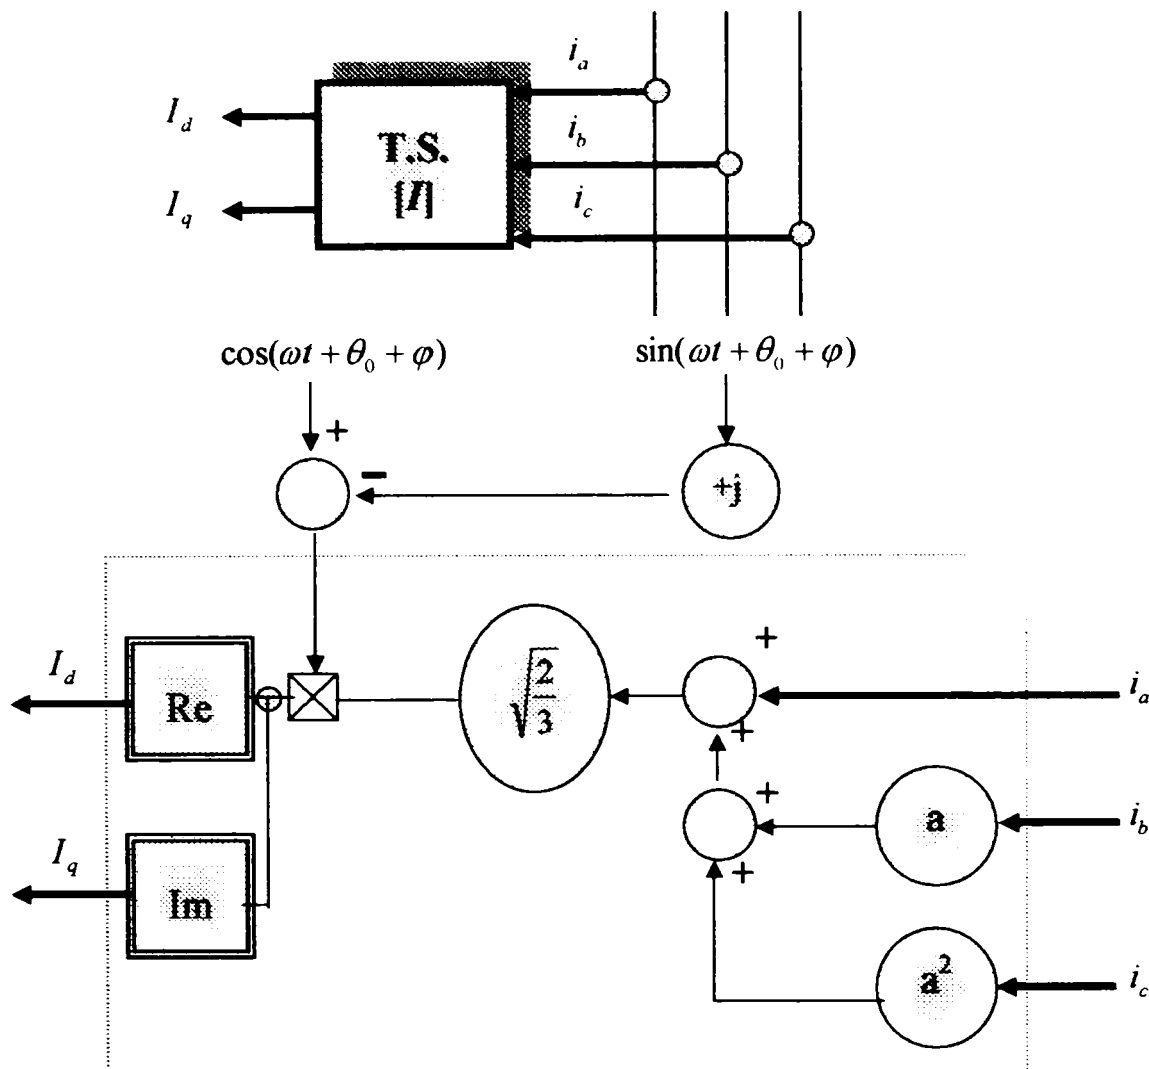 i_a
I_d
T.S.
i_b
[I]
I_q
i_c
cos(ωt + θ_0 + φ)
sin(ωt + θ_0 + φ)
+
−
+j
+
I_d
Re
√(2/3)
i_a
+
+
a
i_b
I_q
Im
+
a²
i_c